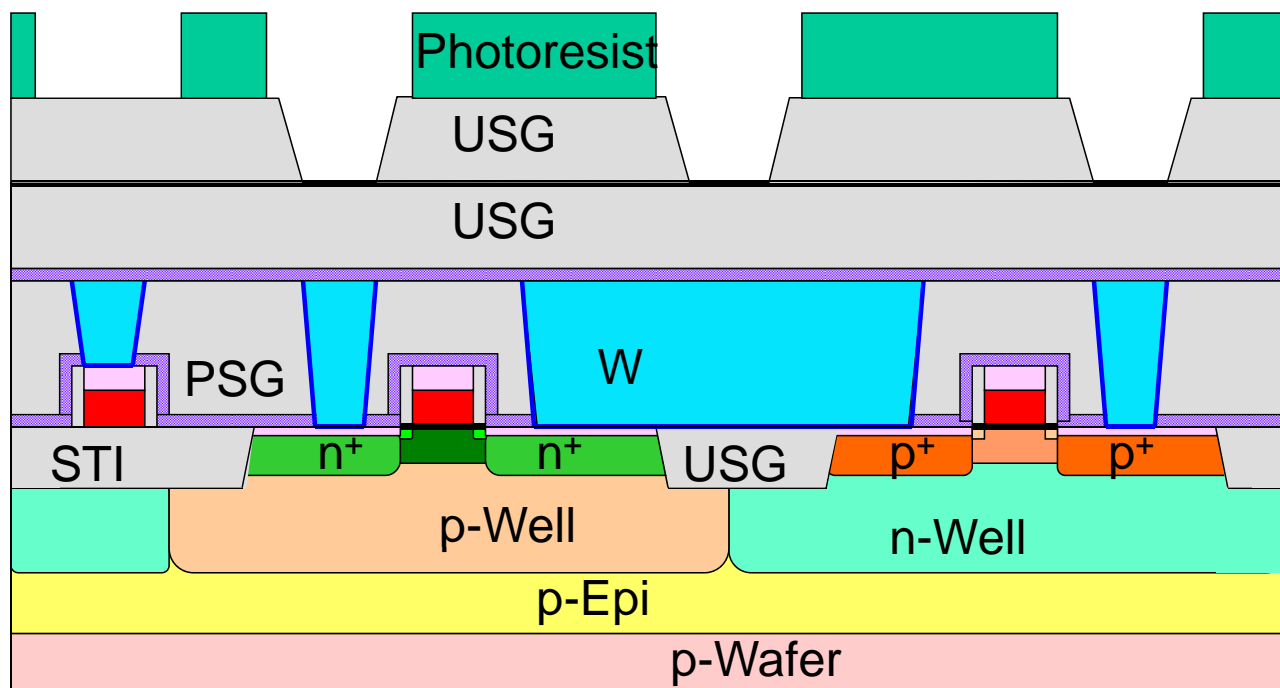 Photoresist
USG
USG
W
PSG
STI
n+
n+
USG
p+
p+
p-Well
n-Well
p-Epi
p-Wafer